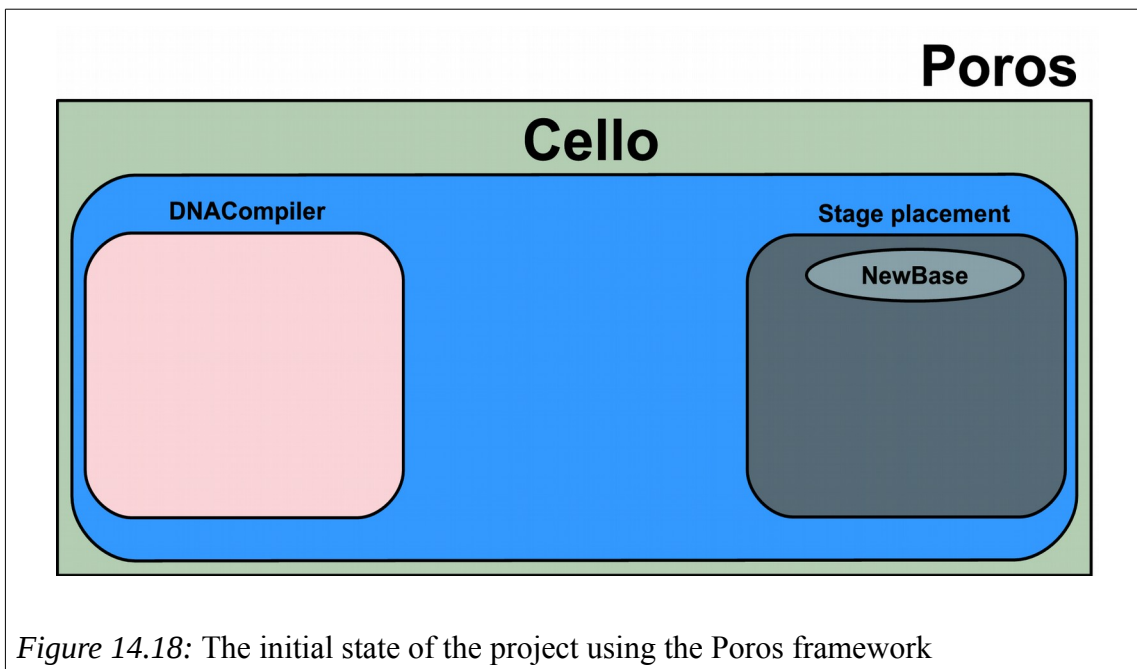 Poros
Cello
DNACompiler
Stage placement
NewBase
Figure 14.18: The initial state of the project using the Poros framework